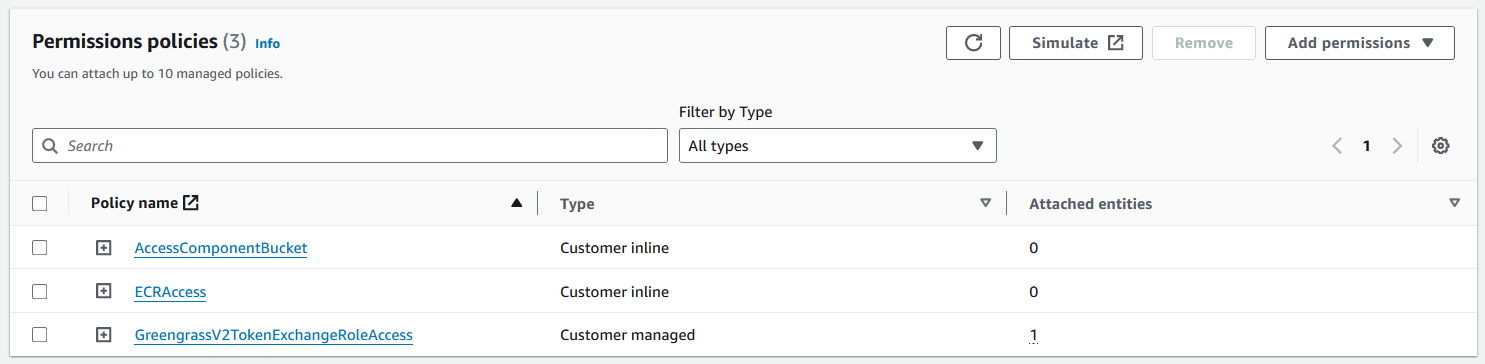 Permissions policies (3) Info
Simulate
Remove
Add permissions
You can attach up to 10 managed policies.
Filter by Type
Search
All types
1
Policy name Type Attached entities
AccessComponentBucket Customer inline 0
ECRAccess Customer inline 0
GreengrassV2TokenExchangeRoleAccess Customer managed 1